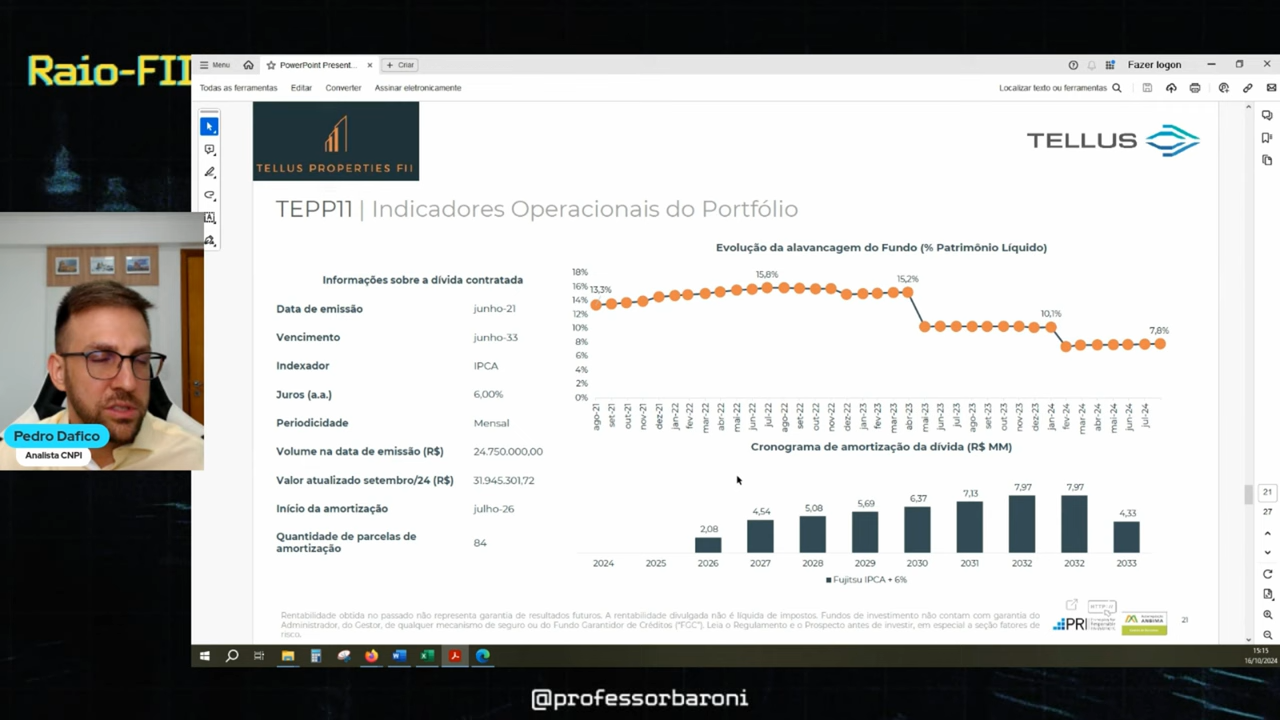 Raio-FII
Menu
PowerPoint Present...
Criar
Fazer logon
Todas as ferramentas
Editar
Converter
Assinar eletronicamente
Localizar texto ou ferramentas
TELLUS PROPERTIES FII
TELLUS
TEPP11 | Indicadores Operacionais do Portfólio
Informações sobre a dívida contratada
Data de emissão junho-21
Vencimento junho-33
Indexador IPCA
Juros (a.a.) 6,00%
Periodicidade Mensal
Volume na data de emissão (R$) 24.750.000,00
Valor atualizado setembro/24 (R$) 31.945.301,72
Início da amortização julho-26
Quantidade de parcelas de
amortização 84
Evolução da alavancagem do Fundo (% Patrimônio Líquido)
18%
16%
14%
12%
10%
8%
6%
4%
2%
0%
13,3%
15,8%
15,2%
10,1%
7,8%
ago-21 set-21 out-21 nov-21 dez-21 jan-22 fev-22 mar-22 abr-22 mai-22 jun-22 jul-22 ago-22 set-22 out-22 nov-22 dez-22 jan-23 fev-23 mar-23 abr-23 mai-23 jun-23 jul-23 ago-23 set-23 out-23 nov-23 dez-23 jan-24 fev-24 mar-24 abr-24 mai-24 jun-24 jul-24
Cronograma de amortização da dívida (R$ MM)
2,08 4,54 5,08 5,69 6,37 7,13 7,97 7,97 4,33
2024 2025 2026 2027 2028 2029 2030 2031 2032 2032 2033
Fujitsu IPCA + 6%
Rentabilidade obtida no passado não representa garantia de resultados futuros. A rentabilidade divulgada não é líquida de impostos. Fundos de investimento não contam com garantia do
Administrador, do Gestor, de qualquer mecanismo de seguro ou do Fundo Garantidor de Créditos ("FGC"). Leia o Regulamento e o Prospecto antes de investir, em especial a seção fatores de
risco.
PRI
ANBIMA
21
21
27
Pedro Dafico
Analista CNPI
15:15
16/10/2024
@professorbaroni